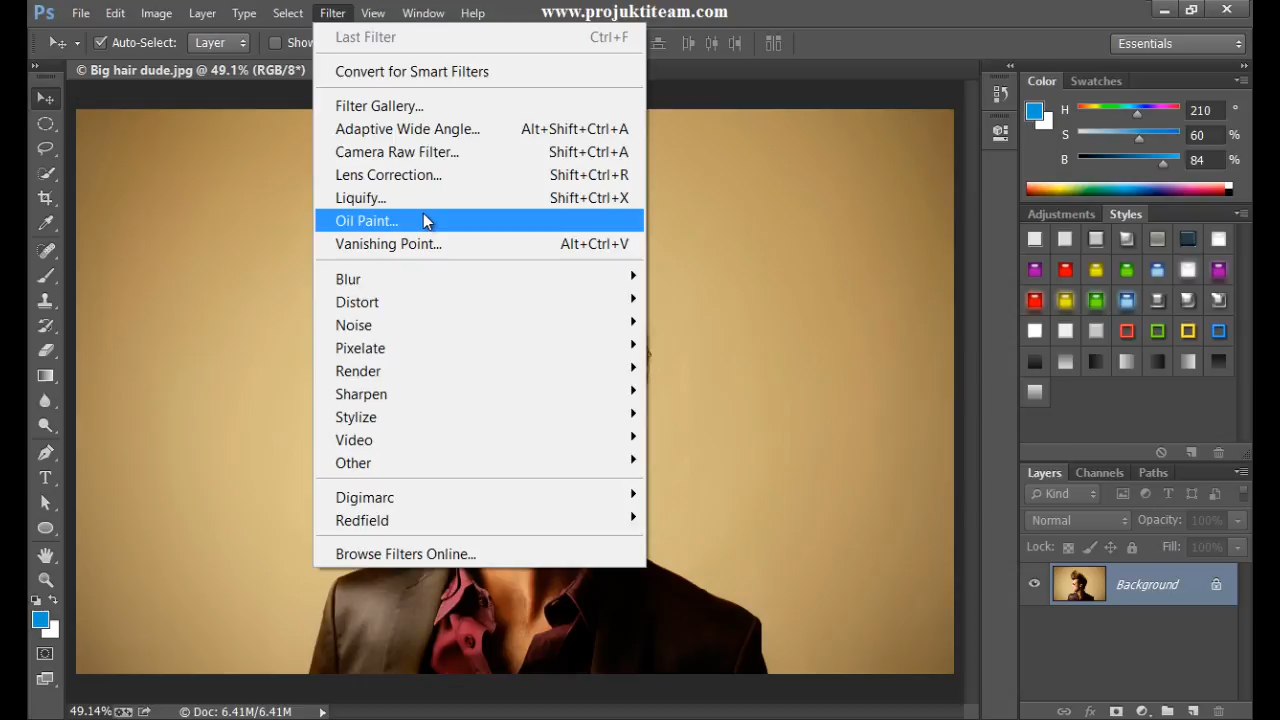 Ps File Edit Image Layer Type Select Filter View Window Help www.projuktiteam.com
Auto-Select: Layer Show Essentials
© Big hair dude.jpg @ 49.1% (RGB/8*)
Last Filter Ctrl+F
Convert for Smart Filters
Filter Gallery...
Adaptive Wide Angle... Alt+Shift+Ctrl+A
Camera Raw Filter... Shift+Ctrl+A
Lens Correction... Shift+Ctrl+R
Liquify... Shift+Ctrl+X
Oil Paint...
Vanishing Point... Alt+Ctrl+V
Blur
Distort
Noise
Pixelate
Render
Sharpen
Stylize
Video
Other
Digimarc
Redfield
Browse Filters Online...
Color Swatches
H 210 °
S 60 %
B 84 %
Adjustments Styles
Layers Channels Paths
Kind
Normal Opacity: 100%
Lock: Fill: 100%
Background
49.14% © Doc: 6.41M/6.41M